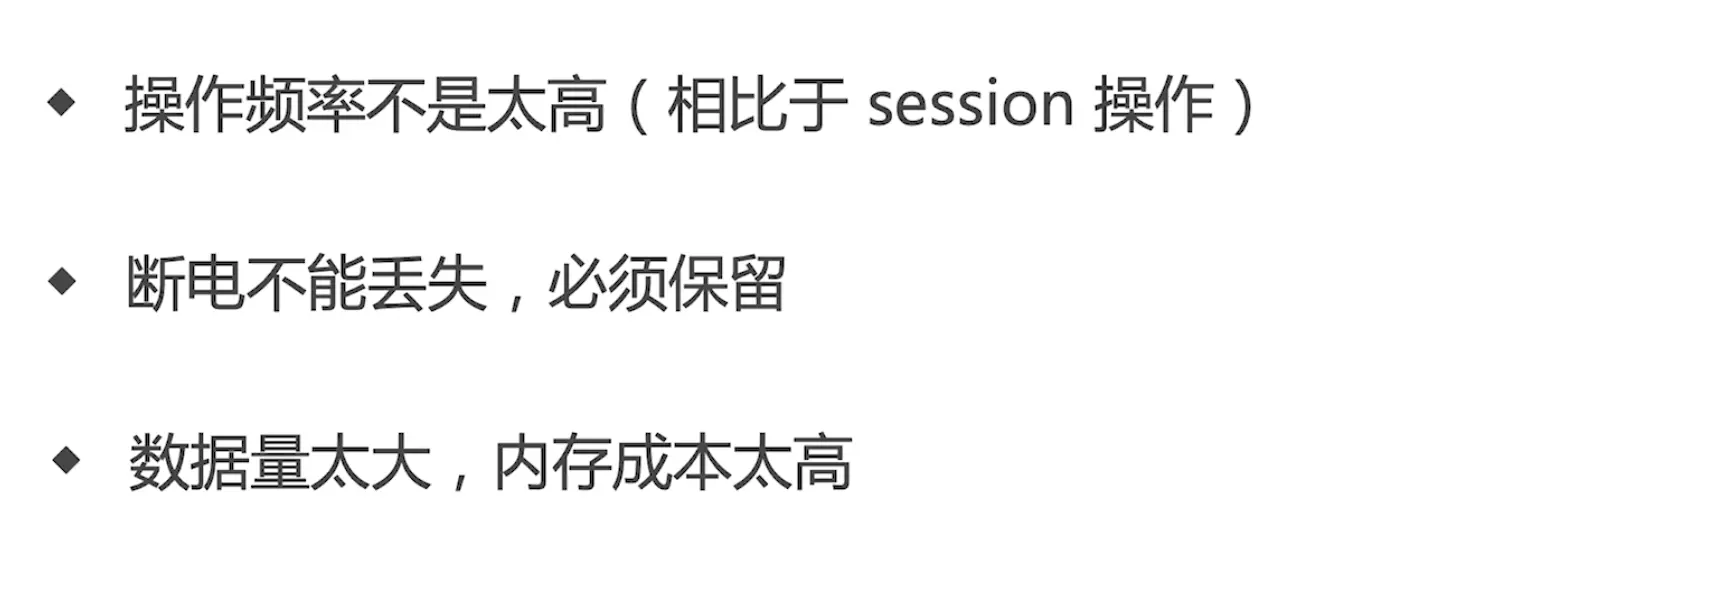 ◆ 操作频率不是太高（相比于 session 操作）
◆ 断电不能丢失，必须保留
◆ 数据量太大，内存成本太高